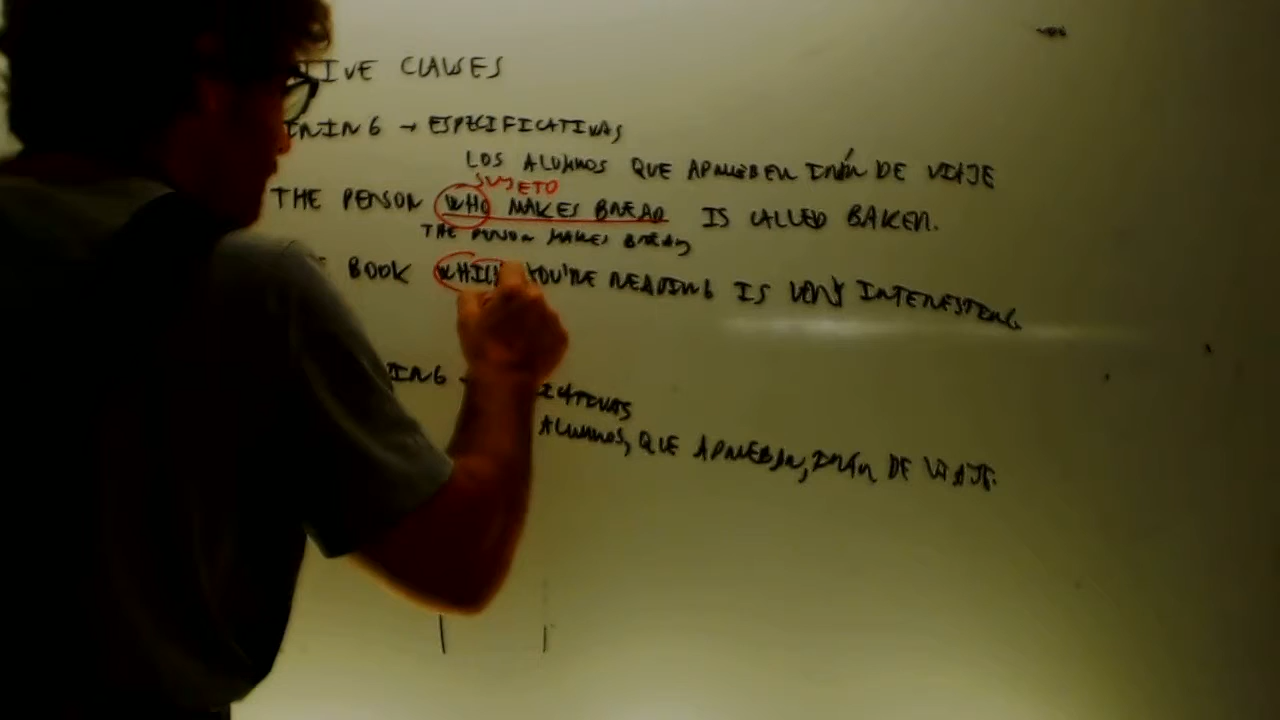 TIVE CLAUSES
INING → ESPECIFICATIVAS
LOS ALUMNOS QUE APRUEBEN IRÁN DE VIAJE
SUJETO
THE PERSON WHO MAKES BREAD IS CALLED BAKER.
THE PERSON MAKES BREAD
BOOK WHICH YOU'RE READING IS VERY INTERESTING.
ING → ICATIVAS
ALUMNOS, QUE APRUEBAN, IRÁN DE VIAJE.